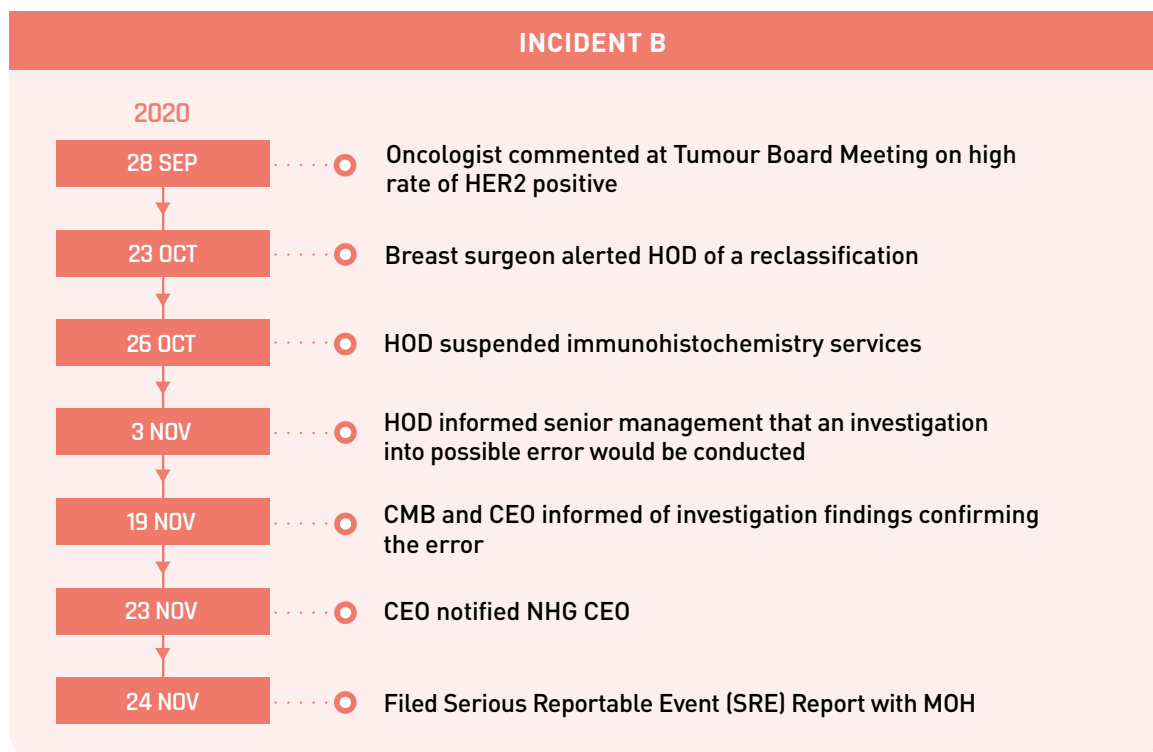 INCIDENT B
2020
28 SEP
Oncologist commented at Tumour Board Meeting on high
rate of HER2 positive
23 OCT
Breast surgeon alerted HOD of a reclassification
26 OCT
HOD suspended immunohistochemistry services
3 NOV
HOD informed senior management that an investigation
into possible error would be conducted
19 NOV
CMB and CEO informed of investigation findings confirming
the error
23 NOV
CEO notified NHG CEO
24 NOV
Filed Serious Reportable Event (SRE) Report with MOH